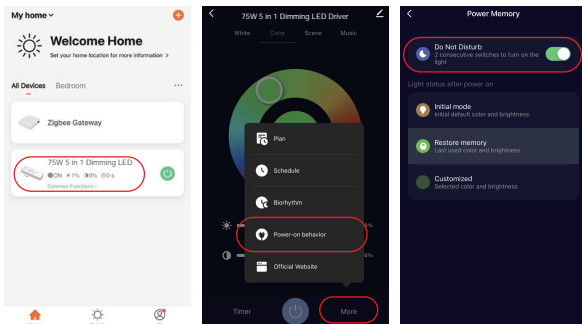 My home
Welcome Home
Set your home location for more information >
All Devices Bedroom
Zigbee Gateway
75W 5 in 1 Dimming LED
ON 1% 0% 0 s
Common Functions
75W 5 in 1 Dimming LED Driver
White Color Scene Music
Plan
Schedule
Biorhythm
Power-on behavior
Official Website
Timer More
Power Memory
Do Not Disturb
2 consecutive switches to turn on the
light
Light status after power on
Initial mode
Initial default color and brightness
Restore memory
Last used color and brightness
Customized
Selected color and brightness